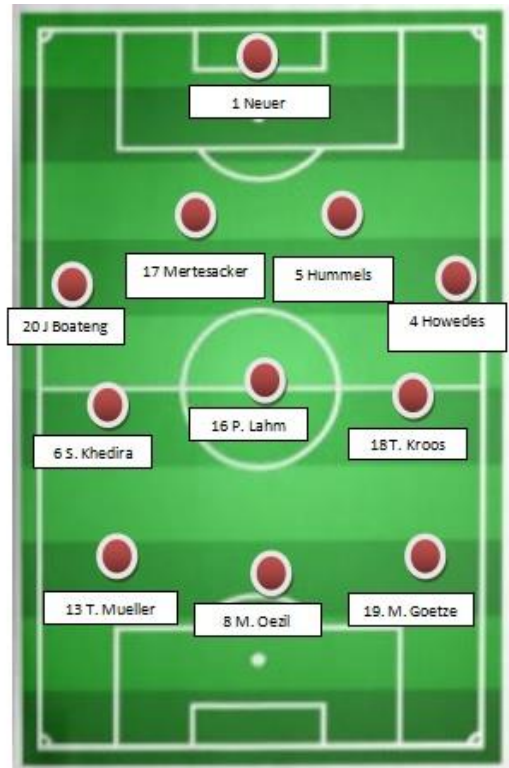 1 Neuer
17 Mertesacker
5 Hummels
20 J Boateng
4 Howedes
6 S. Khedira
16 P. Lahm
18T. Kroos
13 T. Mueller
8 M. Oezil
19. M. Goetze